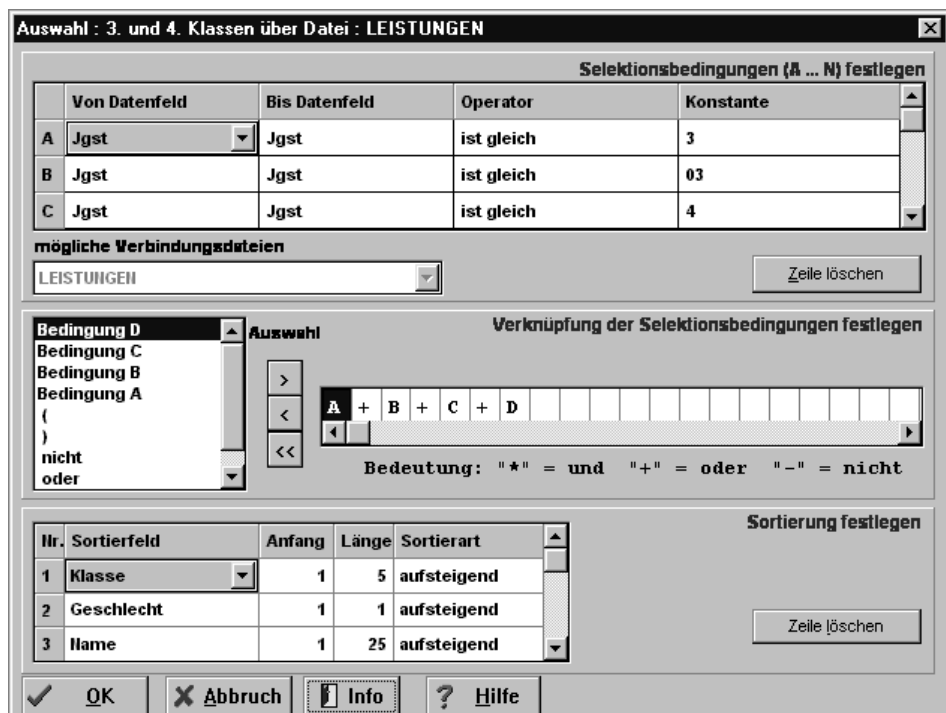 Auswahl : 3. und 4. Klassen über Datei : LEISTUNGEN
Selektionsbedingungen (A ... N) festlegen
Von Datenfeld Bis Datenfeld Operator Konstante
A Jgst Jgst ist gleich 3
B Jgst Jgst ist gleich 03
C Jgst Jgst ist gleich 4
mögliche Verbindungsdateien
LEISTUNGEN
Zeile löschen
Verknüpfung der Selektionsbedingungen festlegen
Bedingung D
Bedingung C
Bedingung B
Bedingung A
(
)
nicht
oder
Auswahl
>
<
<<
A + B + C + D
Bedeutung: "*" = und "+" = oder "-" = nicht
Sortierung festlegen
Nr. Sortierfeld Anfang Länge Sortierart
1 Klasse 1 5 aufsteigend
2 Geschlecht 1 1 aufsteigend
3 Name 1 25 aufsteigend
Zeile löschen
OK Abbruch Info ? Hilfe